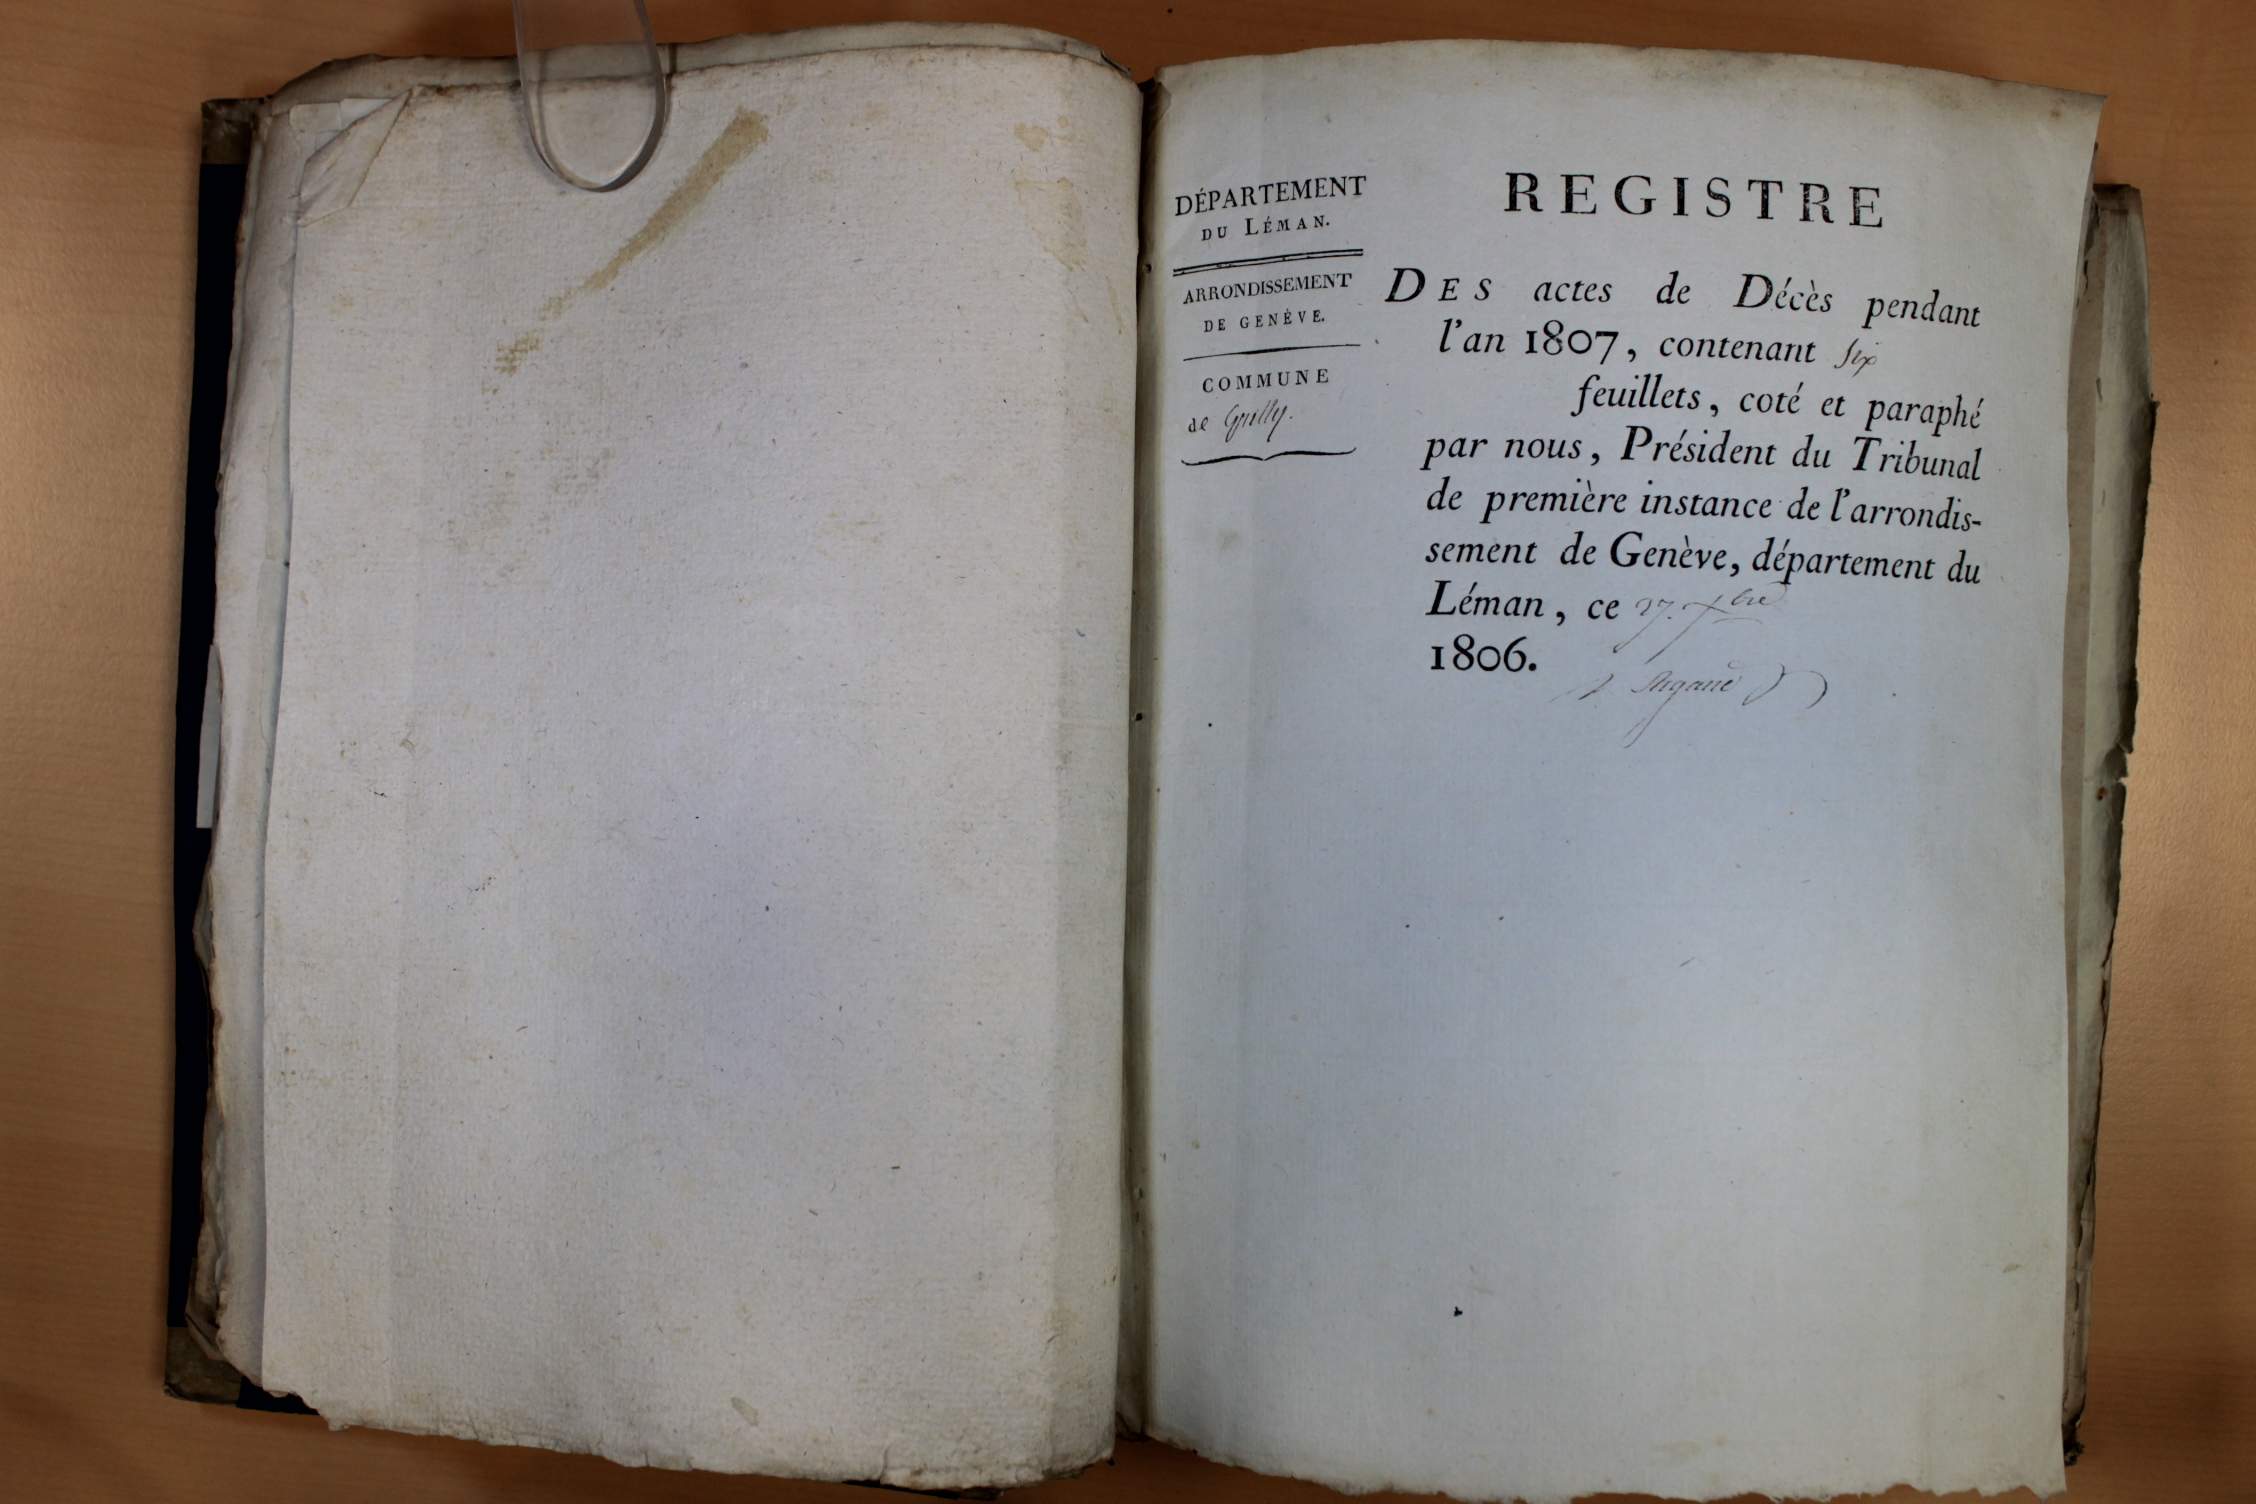 DÉPARTEMENT
DU LÉMAN.
ARRONDISSEMENT
DE GENÈVE.
COMMUNE
de
REGISTRE
DES actes de Décès pendant
l'an 1807, contenant six
feuillets, coté et paraphé
par nous, Président du Tribunal
de première instance de l'arrondis-
sement de Genève, département du
Léman, ce 27. Xbre
1806.